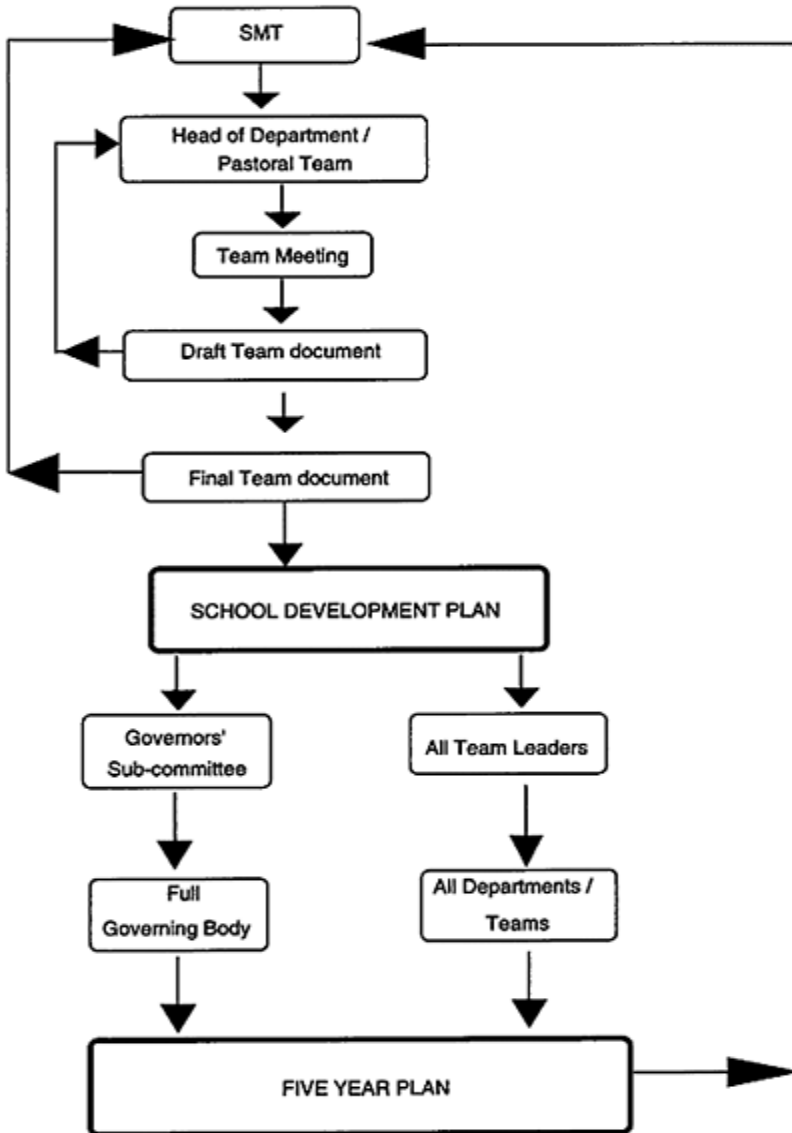 SMT
Head of Department /
Pastoral Team
Team Meeting
Draft Team document
Final Team document
SCHOOL DEVELOPMENT PLAN
Governors'
Sub-committee
All Team Leaders
Full
Governing Body
All Departments /
Teams
FIVE YEAR PLAN